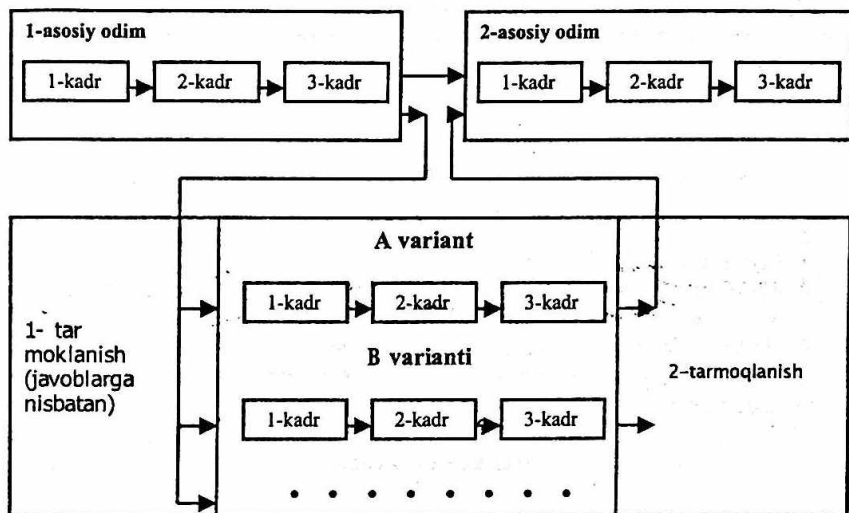 1-asosiy odim
1-kadr 2-kadr 3-kadr
2-asosiy odim
1-kadr 2-kadr 3-kadr
1- tar
moklanish
(javoblarga
nisbatan)
A variant
1-kadr 2-kadr 3-kadr
B varianti
1-kadr 2-kadr 3-kadr
2-tarmoqlanish